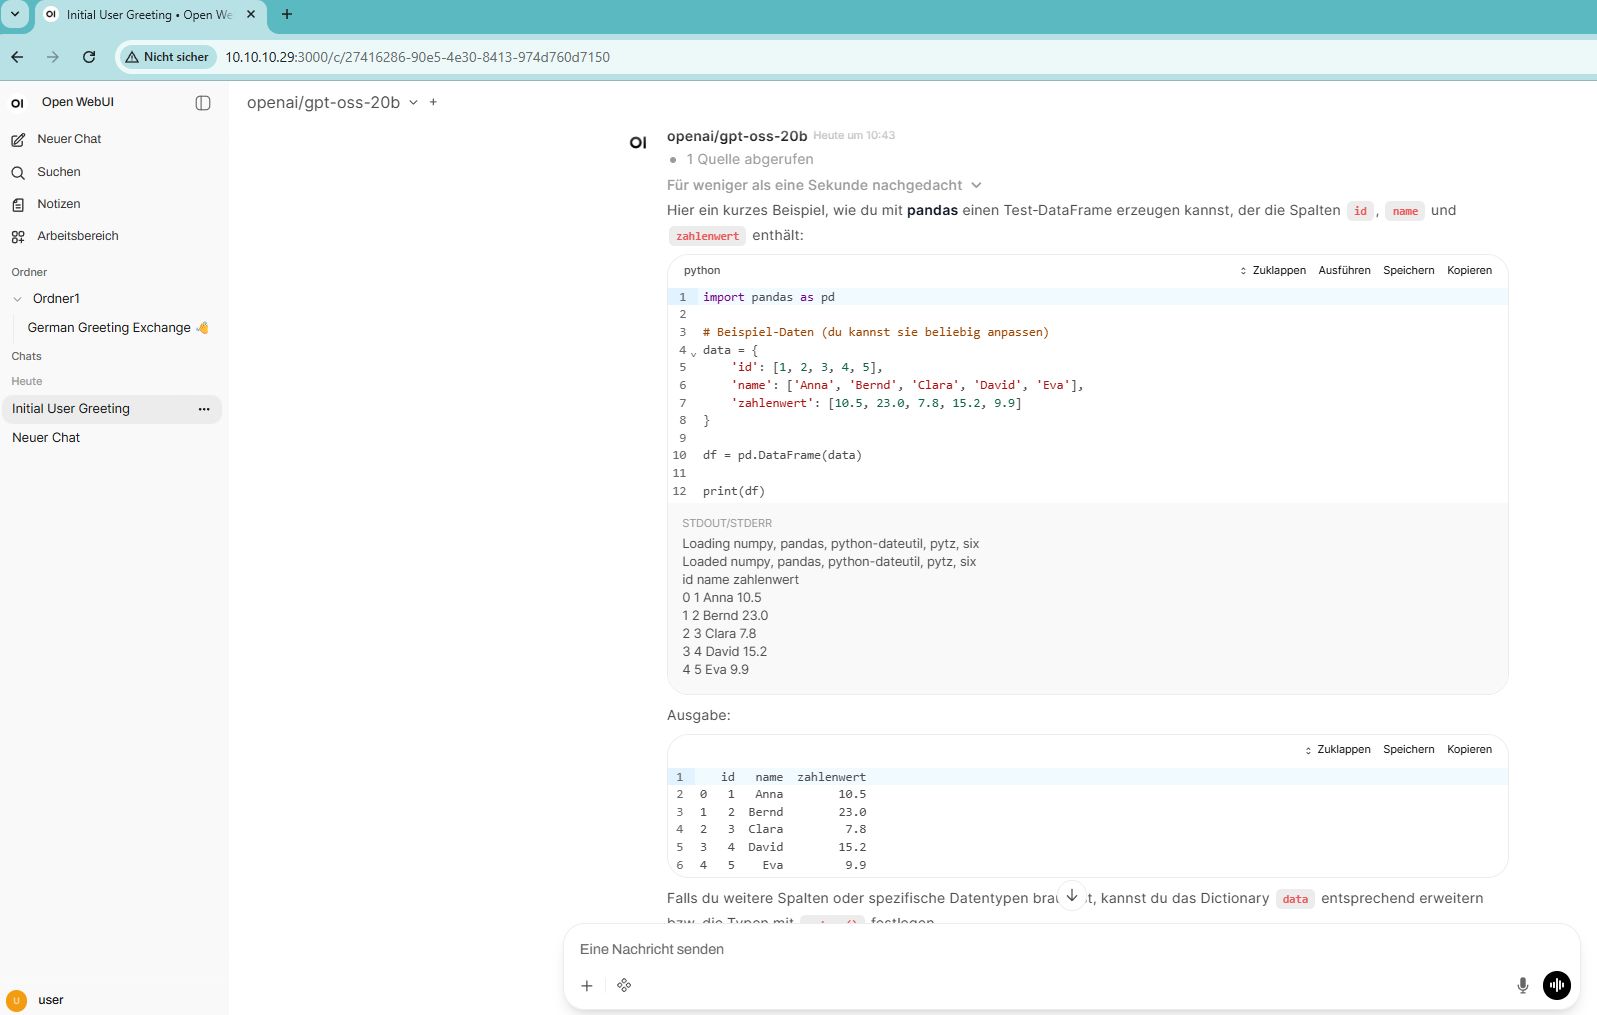 OI Initial User Greeting • Open We
Nicht sicher 10.10.10.29:3000/c/27416286-90e5-4e30-8413-974d760d7150
OI Open WebUI
Neuer Chat
Suchen
Notizen
Arbeitsbereich
Ordner
Ordner1
German Greeting Exchange 👋
Chats
Heute
Initial User Greeting
Neuer Chat
U user
openai/gpt-oss-20b
OI openai/gpt-oss-20b Heute um 10:43
1 Quelle abgerufen
Für weniger als eine Sekunde nachgedacht
Hier ein kurzes Beispiel, wie du mit pandas einen Test-DataFrame erzeugen kannst, der die Spalten id, name und
zahlenwert enthält:
python Zuklappen Ausführen Speichern Kopieren
1 import pandas as pd
2
3 # Beispiel-Daten (du kannst sie beliebig anpassen)
4 data = {
5     'id': [1, 2, 3, 4, 5],
6     'name': ['Anna', 'Bernd', 'Clara', 'David', 'Eva'],
7     'zahlenwert': [10.5, 23.0, 7.8, 15.2, 9.9]
8 }
9
10 df = pd.DataFrame(data)
11
12 print(df)
STDOUT/STDERR
Loading numpy, pandas, python-dateutil, pytz, six
Loaded numpy, pandas, python-dateutil, pytz, six
id name zahlenwert
0 1 Anna 10.5
1 2 Bernd 23.0
2 3 Clara 7.8
3 4 David 15.2
4 5 Eva 9.9
Ausgabe:
Zuklappen Speichern Kopieren
1    id   name  zahlenwert
2 0   1   Anna        10.5
3 1   2  Bernd        23.0
4 2   3  Clara         7.8
5 3   4  David        15.2
6 4   5    Eva         9.9
Falls du weitere Spalten oder spezifische Datentypen brau st, kannst du das Dictionary data entsprechend erweitern
bzw. die Typen mit festlegen
Eine Nachricht senden